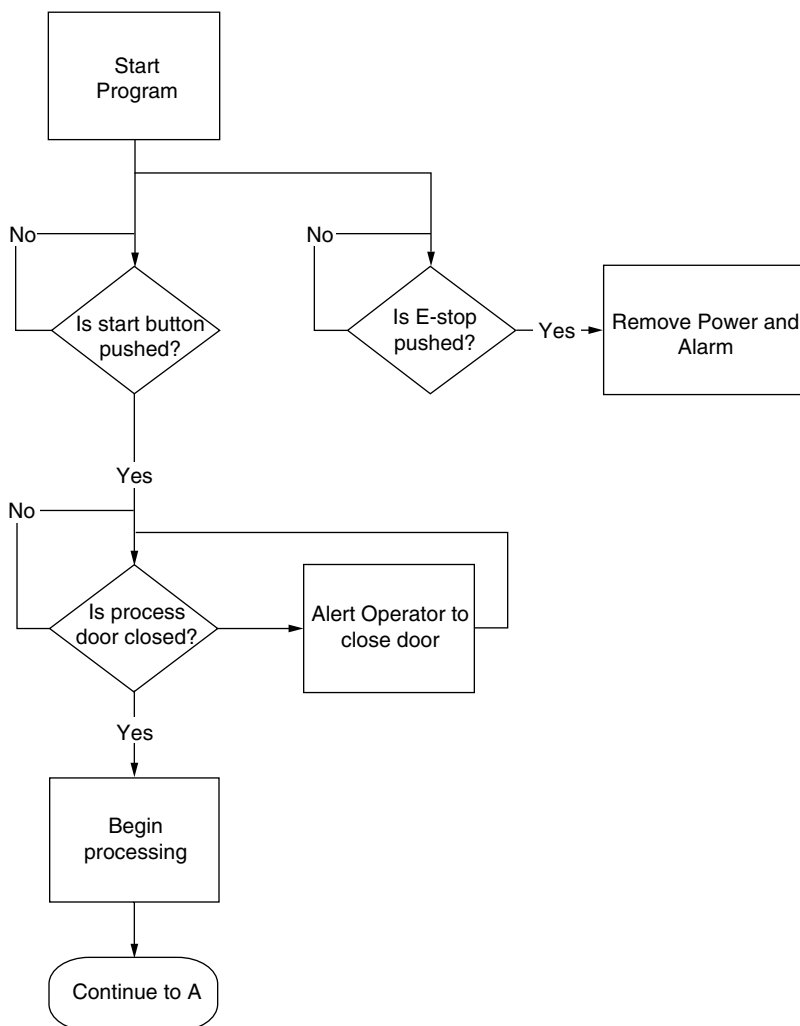 Start
Program
No
No
Is start button
pushed?
Is E-stop
pushed?
Yes
Remove Power and
Alarm
Yes
No
Is process
door closed?
Alert Operator to
close door
Yes
Begin
processing
Continue to A